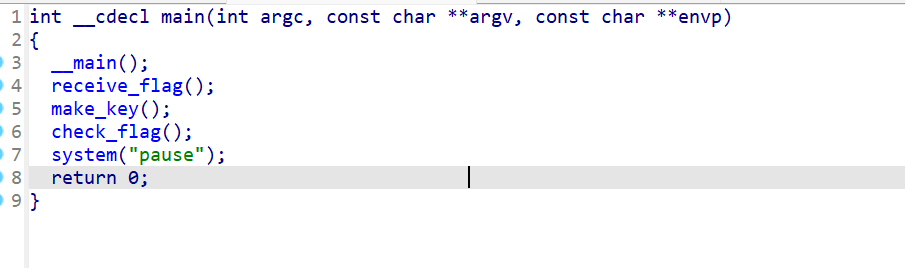 1 int __cdecl main(int argc, const char **argv, const char **envp)
2 {
3   __main();
4   receive_flag();
5   make_key();
6   check_flag();
7   system("pause");
8   return 0;
9 }